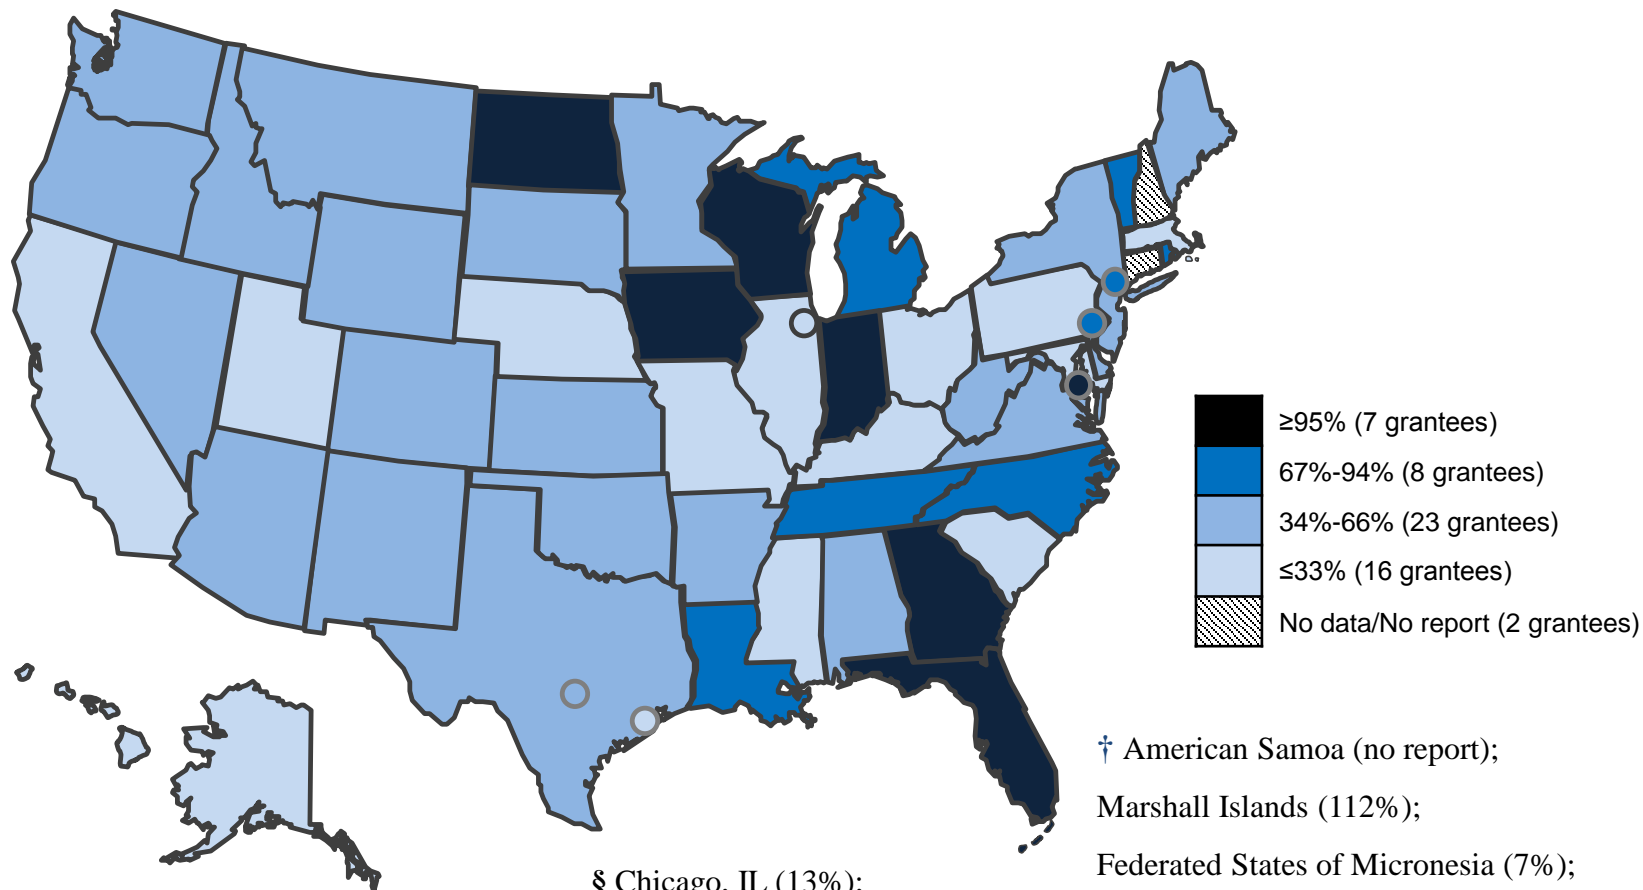 ≥95% (7 grantees)
67%-94% (8 grantees)
34%-66% (23 grantees)
≤33% (16 grantees)
No data/No report (2 grantees)
† American Samoa (no report);
Marshall Islands (112%);
Federated States of Micronesia (7%);
§ Chicago, IL (13%);